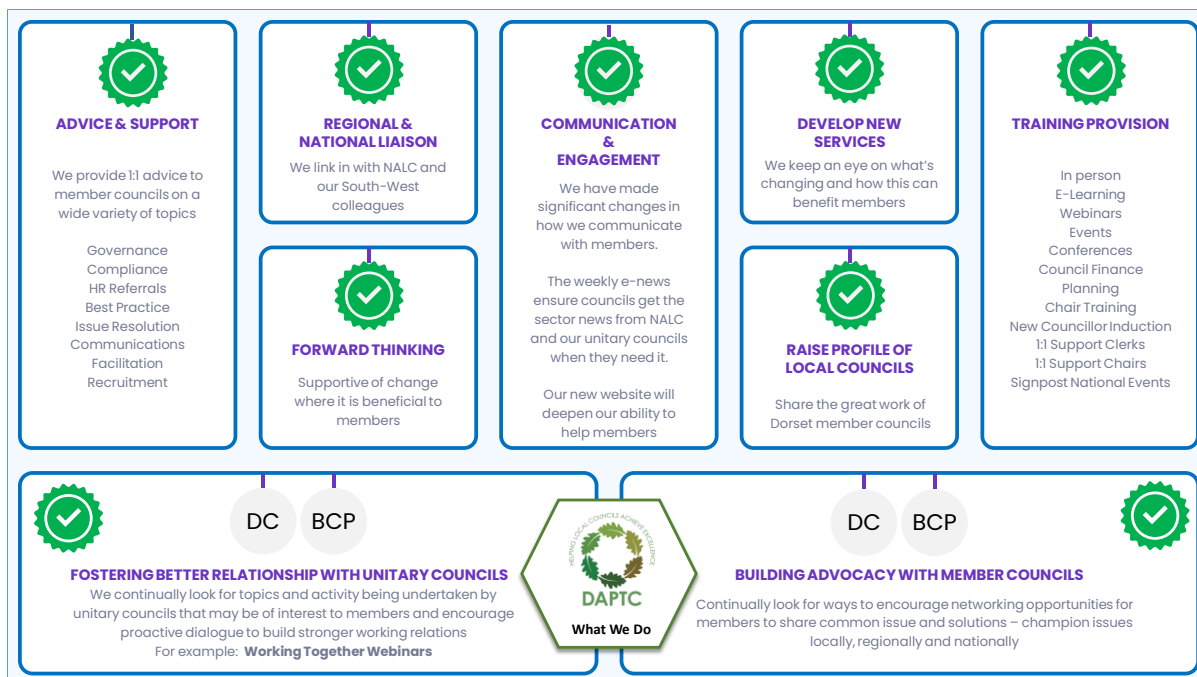 ADVICE & SUPPORT
We provide 1:1 advice to
member councils on a
wide variety of topics
Governance
Compliance
HR Referrals
Best Practice
Issue Resolution
Communications
Facilitation
Recruitment
REGIONAL &
NATIONAL LIAISON
We link in with NALC and
our South-West
colleagues
FORWARD THINKING
Supportive of change
where it is beneficial to
members
COMMUNICATION
&
ENGAGEMENT
We have made
significant changes in
how we communicate
with members.
The weekly e-news
ensure councils get the
sector news from NALC
and our unitary councils
when they need it.
Our new website will
deepen our ability to
help members
DEVELOP NEW
SERVICES
We keep an eye on what's
changing and how this can
benefit members
RAISE PROFILE OF
LOCAL COUNCILS
Share the great work of
Dorset member councils
TRAINING PROVISION
In person
E-Learning
Webinars
Events
Conferences
Council Finance
Planning
Chair Training
New Councillor Induction
1:1 Support Clerks
1:1 Support Chairs
Signpost National Events
DC
BCP
FOSTERING BETTER RELATIONSHIP WITH UNITARY COUNCILS
We continually look for topics and activity being undertaken by
unitary councils that may be of interest to members and encourage
proactive dialogue to build stronger working relations
For example: Working Together Webinars
HELPING LOCAL COUNCILS ACHIEVE EXCELLENCE
DAPTC
What We Do
DC
BCP
BUILDING ADVOCACY WITH MEMBER COUNCILS
Continually look for ways to encourage networking opportunities for
members to share common issue and solutions – champion issues
locally, regionally and nationally